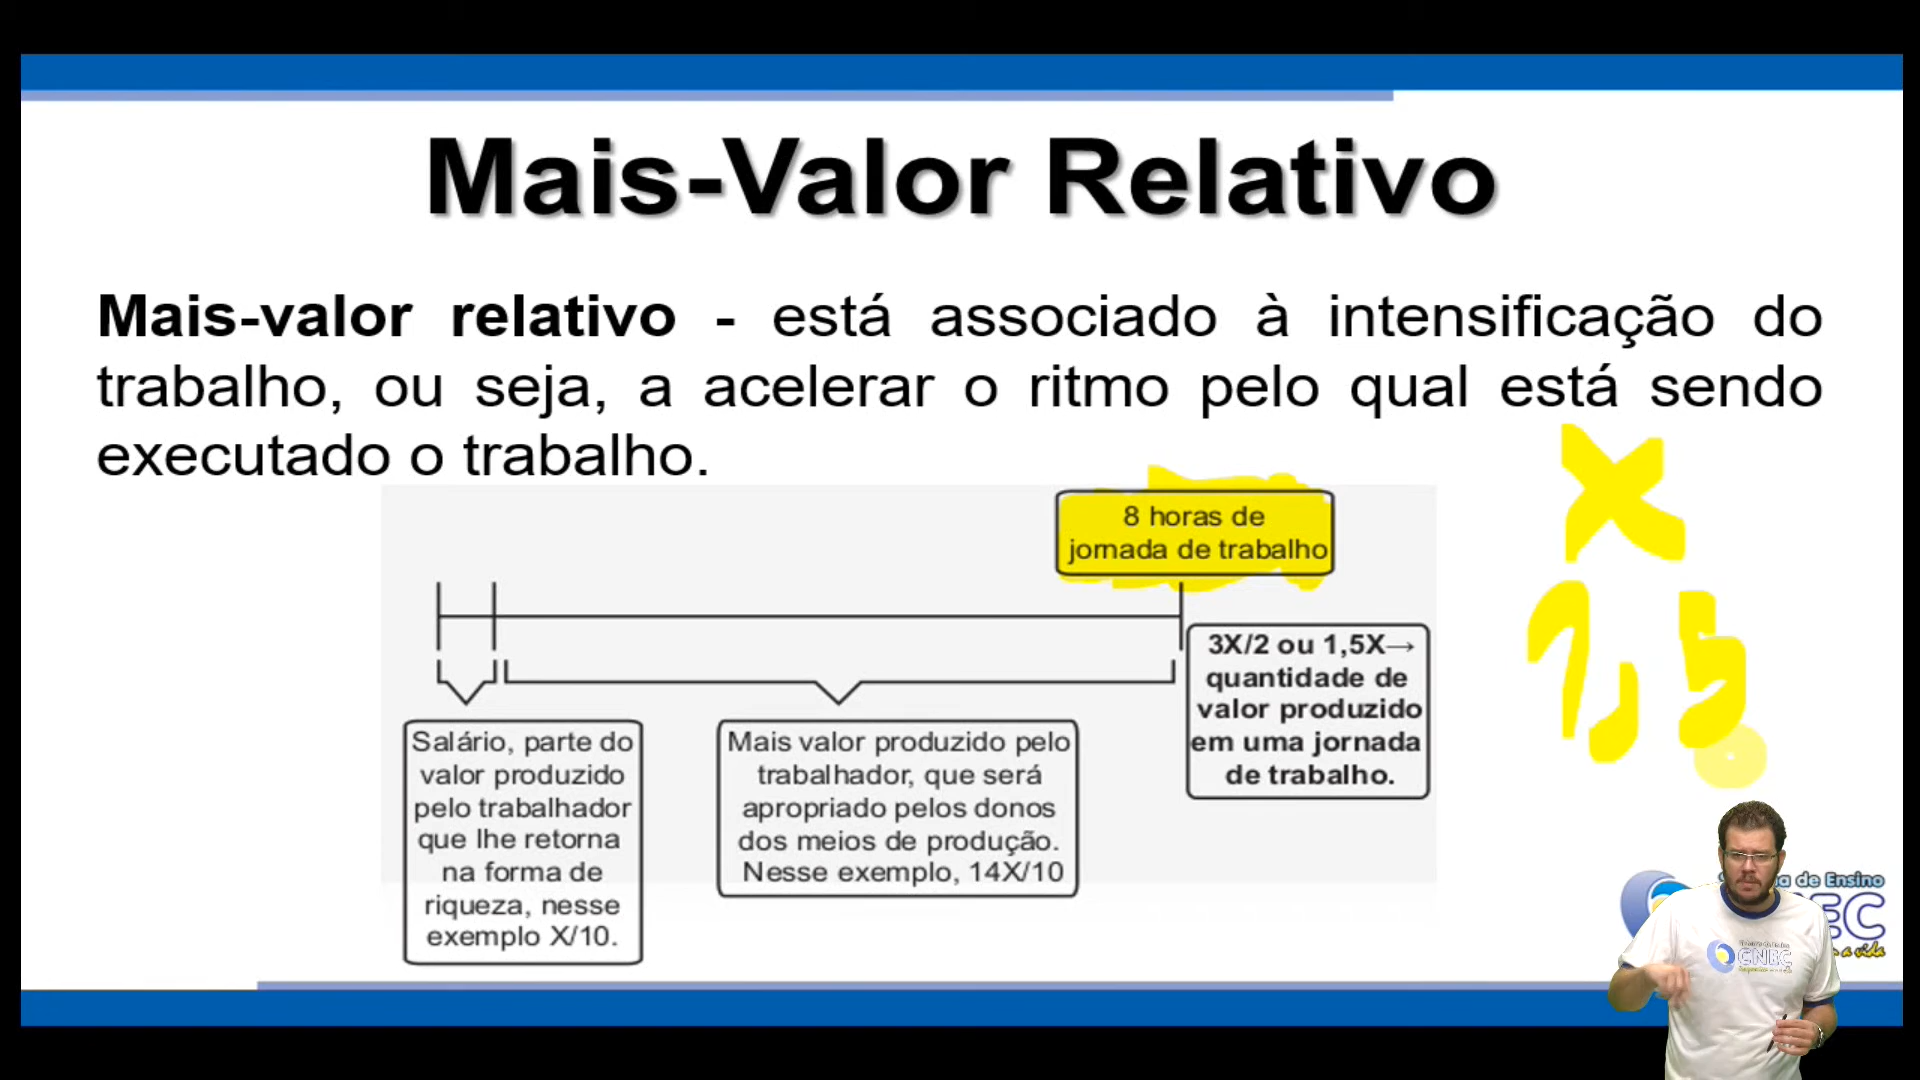 Mais-Valor Relativo
Mais-valor relativo - está associado à intensificação do
trabalho, ou seja, a acelerar o ritmo pelo qual está sendo
executado o trabalho.
8 horas de
jornada de trabalho
X
1,5
3X/2 ou 1,5X→
quantidade de
valor produzido
em uma jornada
de trabalho.
Salário, parte do
valor produzido
pelo trabalhador
que lhe retorna
na forma de
riqueza, nesse
exemplo X/10.
Mais valor produzido pelo
trabalhador, que será
apropriado pelos donos
dos meios de produção.
Nesse exemplo, 14X/10
de Ensino
EC
a vida
CNEC